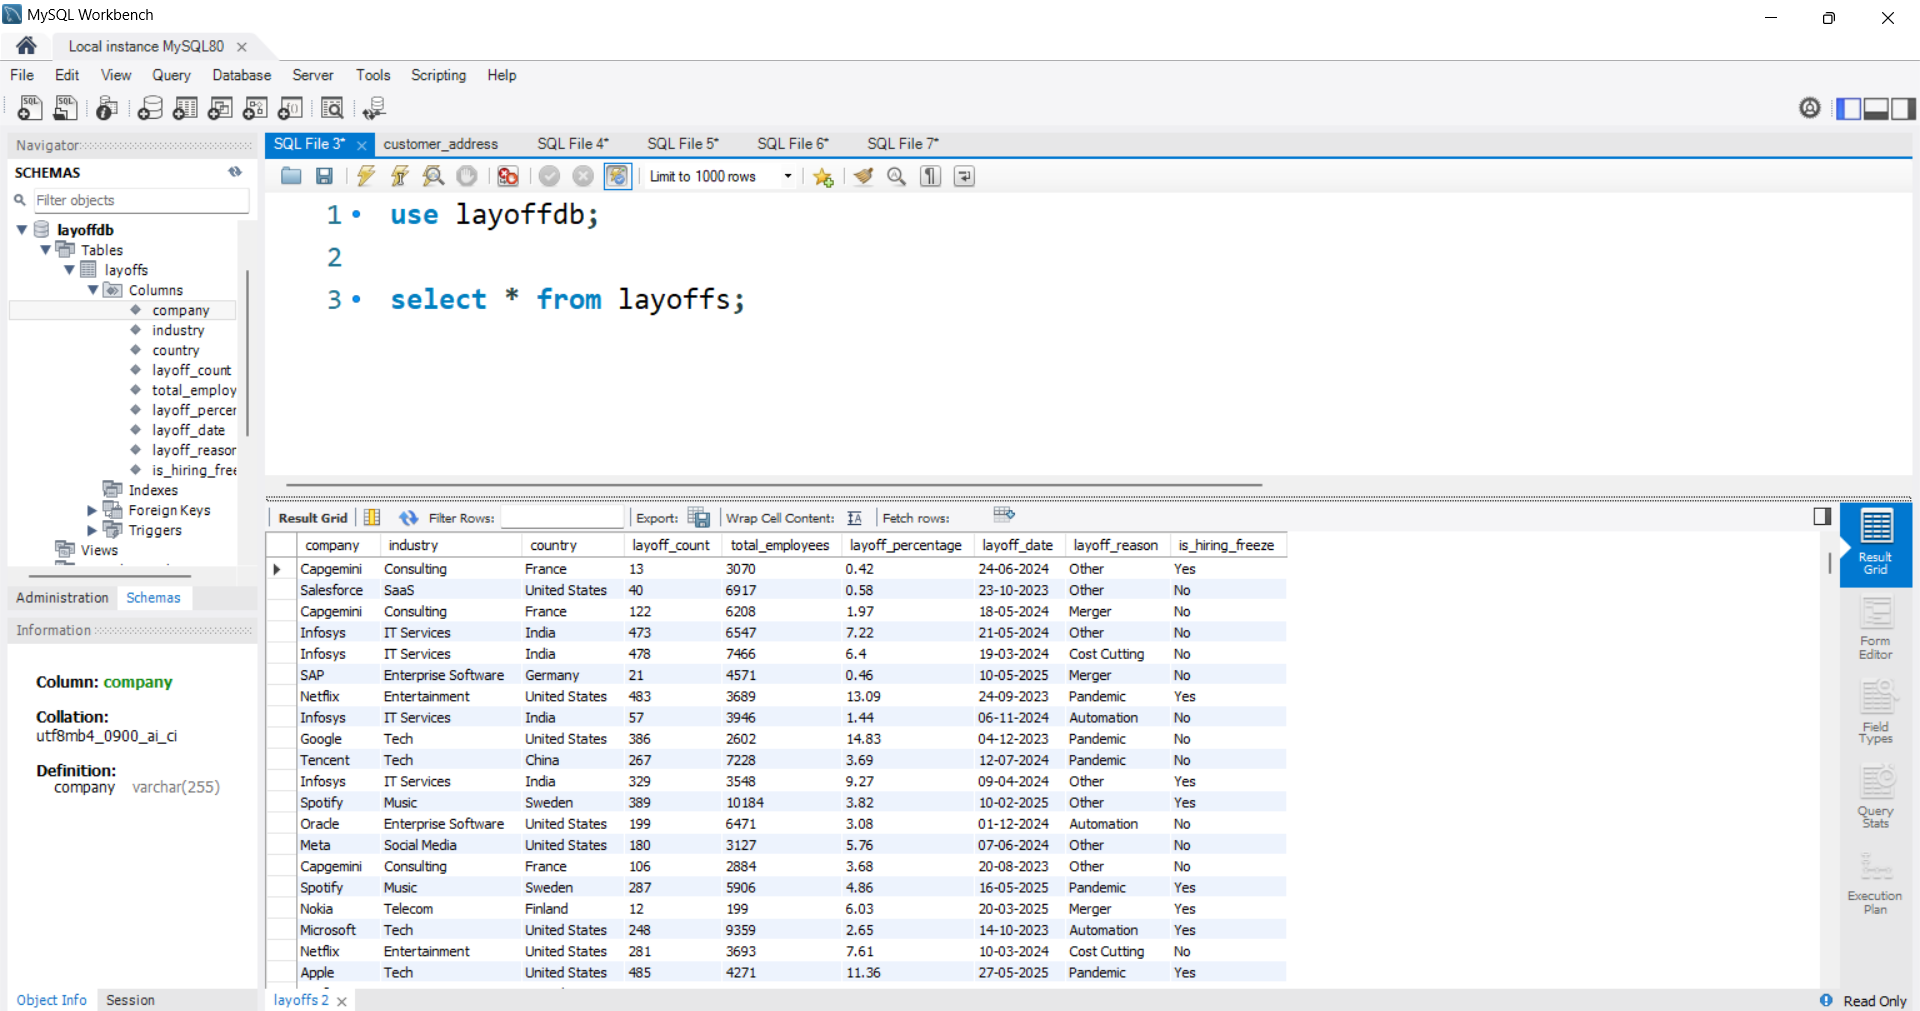 MySQL Workbench
Local instance MySQL80
File Edit View Query Database Server Tools Scripting Help
Navigator
SCHEMAS
Filter objects
layoffdb
Tables
layoffs
Columns
company
industry
country
layoff_count
total_employ
layoff_percer
layoff_date
layoff_reasor
is_hiring_free
Indexes
Foreign Keys
Triggers
Views
Administration Schemas
Information
Column: company
Collation:
utf8mb4_0900_ai_ci
Definition:
company varchar(255)
Object Info Session
SQL File 3* customer_address SQL File 4* SQL File 5* SQL File 6* SQL File 7*
Limit to 1000 rows
1 use layoffdb;
2
3 select * from layoffs;
Result Grid Filter Rows: Export: Wrap Cell Content: Fetch rows:
company industry country layoff_count total_employees layoff_percentage layoff_date layoff_reason is_hiring_freeze
Capgemini Consulting France 13 3070 0.42 24-06-2024 Other Yes
Salesforce SaaS United States 40 6917 0.58 23-10-2023 Other No
Capgemini Consulting France 122 6208 1.97 18-05-2024 Merger No
Infosys IT Services India 473 6547 7.22 21-05-2024 Other No
Infosys IT Services India 478 7466 6.4 19-03-2024 Cost Cutting No
SAP Enterprise Software Germany 21 4571 0.46 10-05-2025 Merger No
Netflix Entertainment United States 483 3689 13.09 24-09-2023 Pandemic Yes
Infosys IT Services India 57 3946 1.44 06-11-2024 Automation No
Google Tech United States 386 2602 14.83 04-12-2023 Pandemic No
Tencent Tech China 267 7228 3.69 12-07-2024 Pandemic No
Infosys IT Services India 329 3548 9.27 09-04-2024 Other Yes
Spotify Music Sweden 389 10184 3.82 10-02-2025 Other Yes
Oracle Enterprise Software United States 199 6471 3.08 01-12-2024 Automation No
Meta Social Media United States 180 3127 5.76 07-06-2024 Other No
Capgemini Consulting France 106 2884 3.68 20-08-2023 Other No
Spotify Music Sweden 287 5906 4.86 16-05-2025 Pandemic Yes
Nokia Telecom Finland 12 199 6.03 20-03-2025 Merger Yes
Microsoft Tech United States 248 9359 2.65 14-10-2023 Automation Yes
Netflix Entertainment United States 281 3693 7.61 10-03-2024 Cost Cutting No
Apple Tech United States 485 4271 11.36 27-05-2025 Pandemic Yes
Result
Grid
Form
Editor
Field
Types
Query
Stats
Execution
Plan
layoffs 2
Read Only